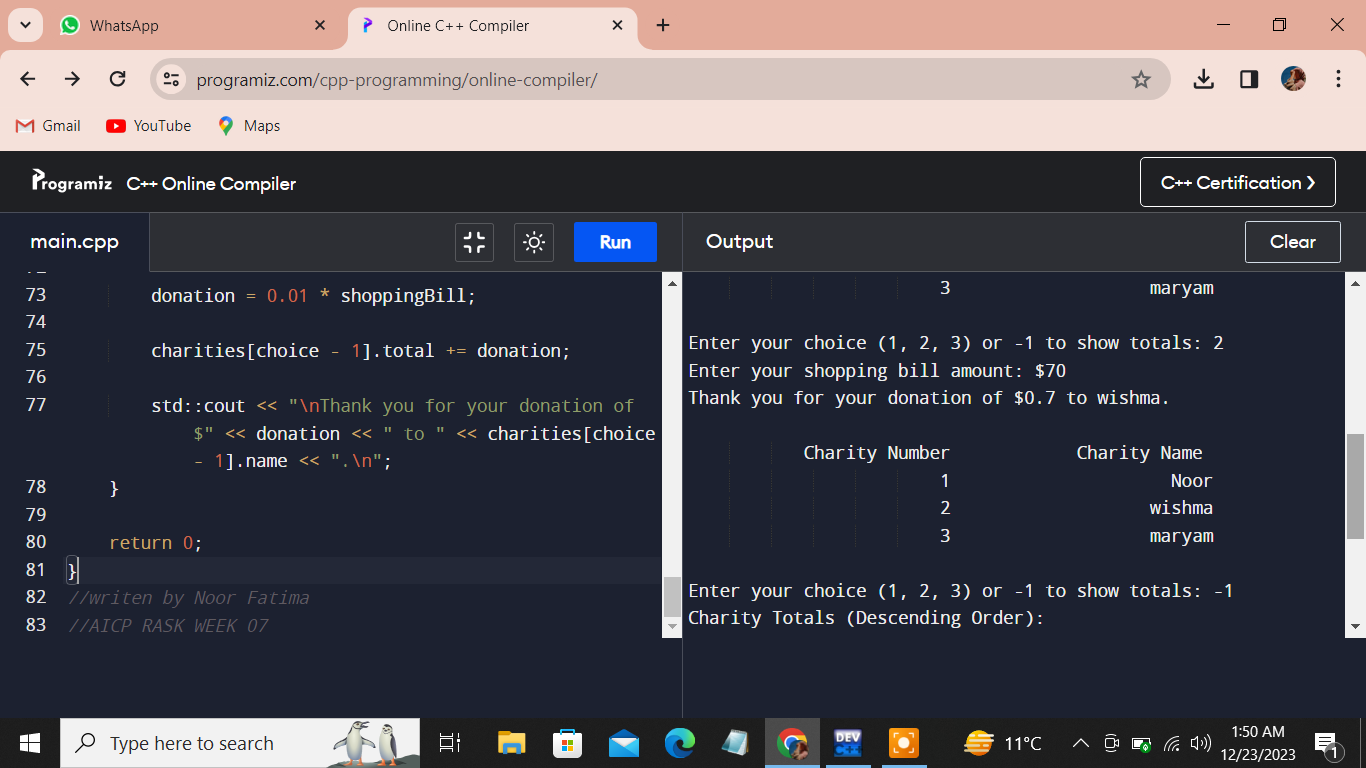 WhatsApp
Online C++ Compiler
programiz.com/cpp-programming/online-compiler/
Gmail YouTube Maps
Programiz C++ Online Compiler
C++ Certification ❯
main.cpp
Run
Output
Clear
73 donation = 0.01 * shoppingBill;
74
75 charities[choice - 1].total += donation;
76
77 std::cout << "\nThank you for your donation of
$" << donation << " to " << charities[choice
- 1].name << ".\n";
78 }
79
80 return 0;
81 }
82 //writen by Noor Fatima
83 //AICP RASK WEEK 07
3 maryam
Enter your choice (1, 2, 3) or -1 to show totals: 2
Enter your shopping bill amount: $70
Thank you for your donation of $0.7 to wishma.
Charity Number Charity Name
1 Noor
2 wishma
3 maryam
Enter your choice (1, 2, 3) or -1 to show totals: -1
Charity Totals (Descending Order):
Type here to search
DEV
C++
11°C
1:50 AM
12/23/2023
1